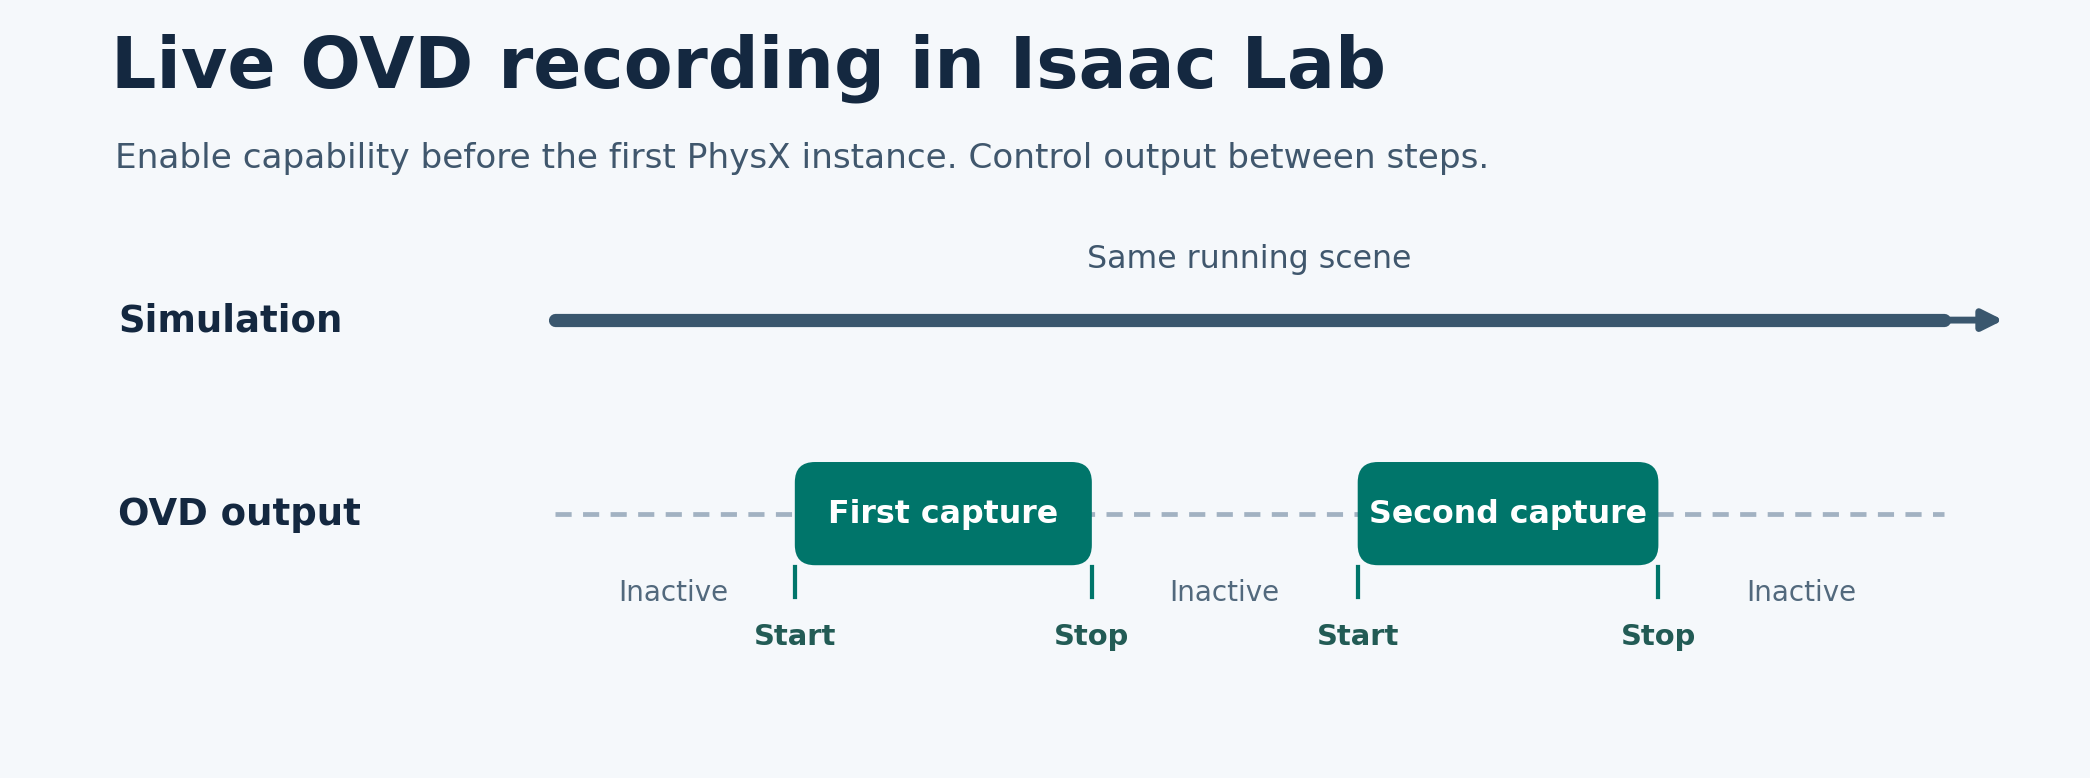 Live OVD recording in Isaac Lab
Enable capability before the first PhysX instance. Control output between steps.
Same running scene
Simulation
OVD output
First capture
Second capture
Inactive
Inactive
Inactive
Start
Stop
Start
Stop